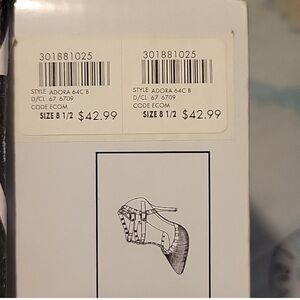 301881025
STYLE ADORA 64C B
D/CL 67 6709
CODE ECOM
SIZE 8 1/2 $42.99
301881025
STYLE ADORA 64C B
D/CL 67 6709
CODE ECOM
SIZE 8 1/2 $42.99